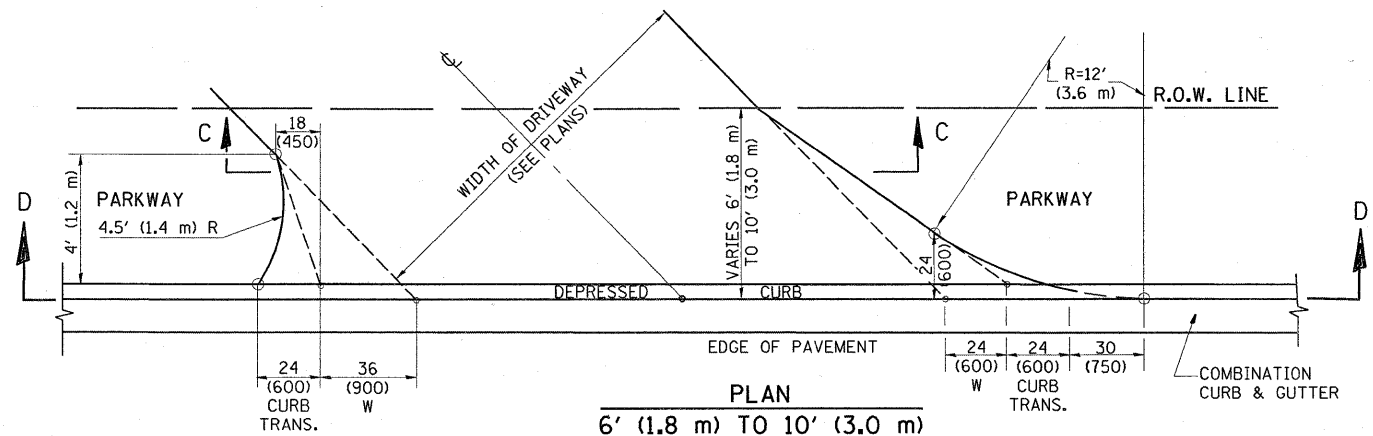 R=12'
(3.6 m)
R.O.W. LINE
℄
WIDTH OF DRIVEWAY
(SEE PLANS)
18
(450)
C
C
4' (1.2 m)
PARKWAY
4.5' (1.4 m) R
VARIES 6' (1.8 m)
TO 10' (3.0 m)
PARKWAY
D
D
24
(600)
DEPRESSED CURB
EDGE OF PAVEMENT
24
(600)
CURB
TRANS.
36
(900)
W
24
(600)
W
24
(600)
CURB
TRANS.
30
(750)
COMBINATION
CURB & GUTTER
PLAN
6' (1.8 m) TO 10' (3.0 m)